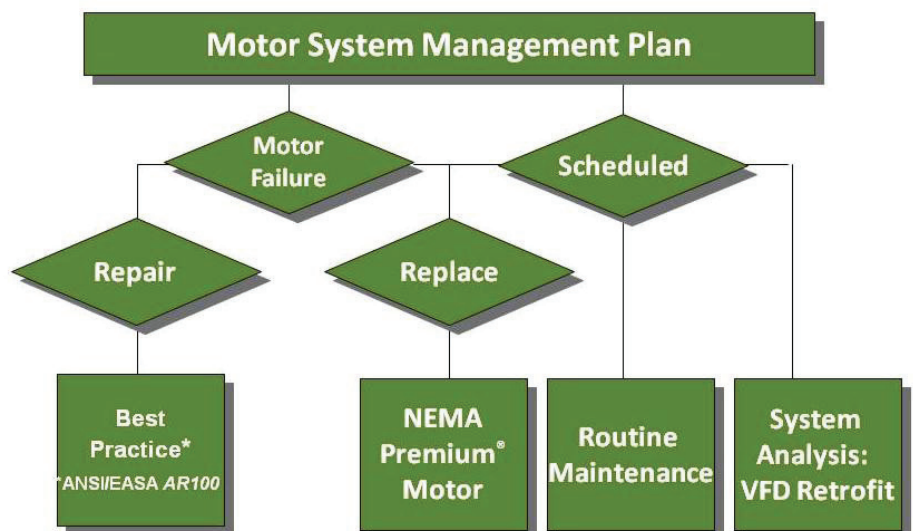 Motor System Management Plan
Motor
Failure
Scheduled
Repair
Replace
Best
Practice*
*ANSI/EASA AR100
NEMA
Premium®
Motor
Routine
Maintenance
System
Analysis:
VFD Retrofit